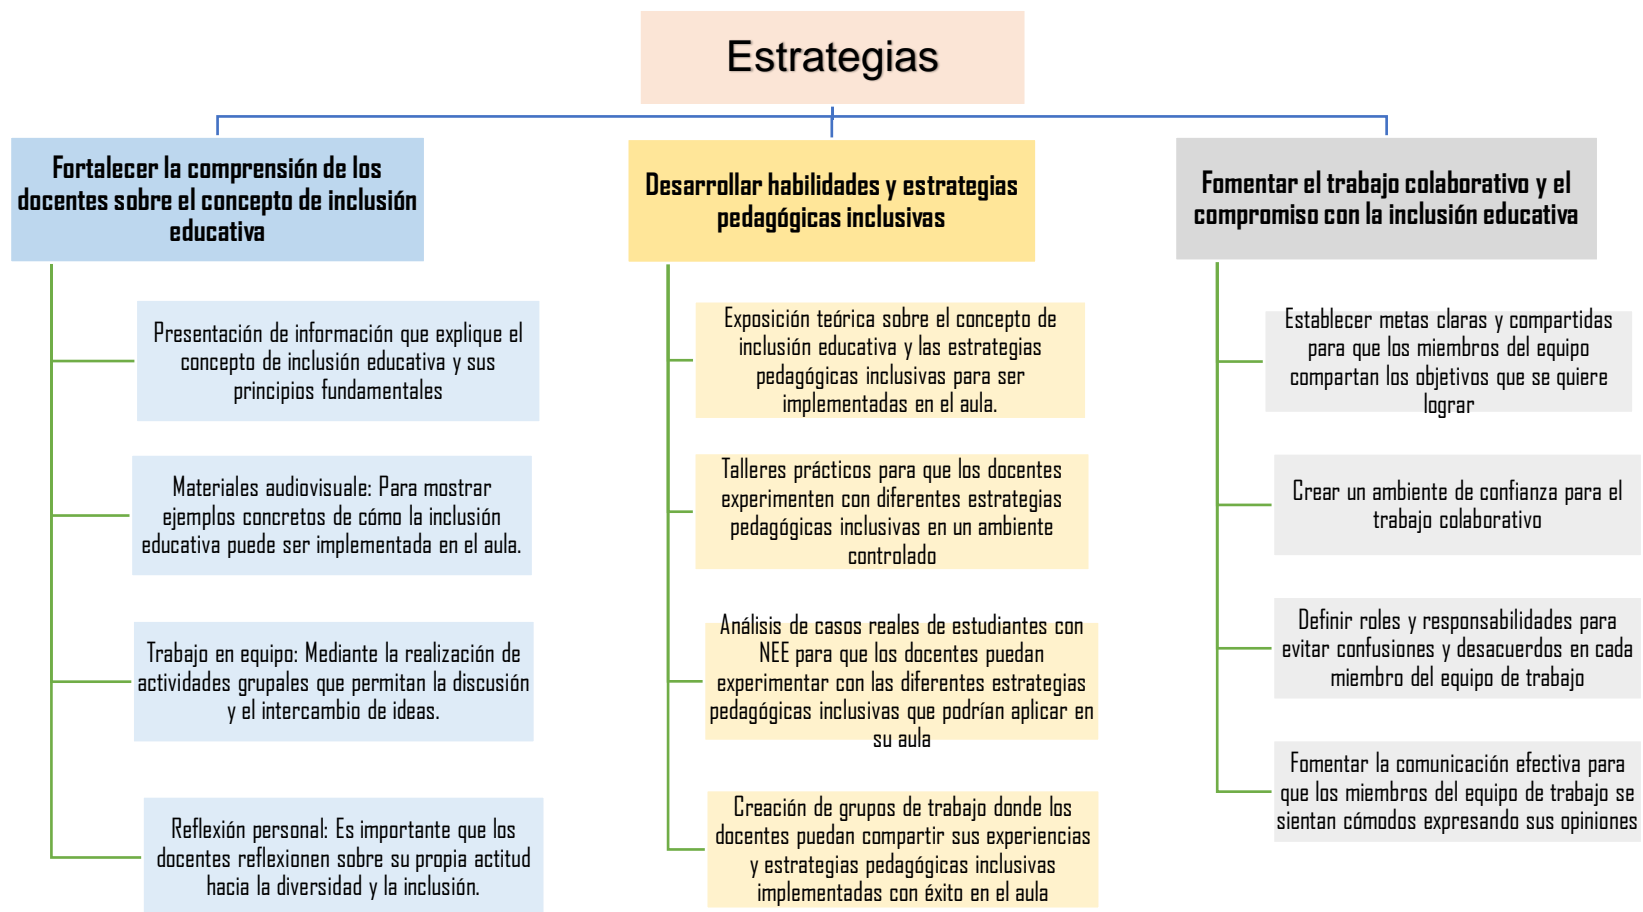 Estrategias
Fortalecer la comprensión de los
docentes sobre el concepto de inclusión
educativa
Presentación de información que explique el
concepto de inclusión educativa y sus
principios fundamentales
Materiales audiovisuale: Para mostrar
ejemplos concretos de cómo la inclusión
educativa puede ser implementada en el aula.
Trabajo en equipo: Mediante la realización de
actividades grupales que permitan la discusión
y el intercambio de ideas.
Reflexión personal: Es importante que los
docentes reflexionen sobre su propia actitud
hacia la diversidad y la inclusión.
Desarrollar habilidades y estrategias
pedagógicas inclusivas
Exposición teórica sobre el concepto de
inclusión educativa y las estrategias
pedagógicas inclusivas para ser
implementadas en el aula.
Talleres prácticos para que los docentes
experimenten con diferentes estrategias
pedagógicas inclusivas en un ambiente
controlado
Análisis de casos reales de estudiantes con
NEE para que los docentes puedan
experimentar con las diferentes estrategias
pedagógicas inclusivas que podrían aplicar en
su aula
Creación de grupos de trabajo donde los
docentes puedan compartir sus experiencias
y estrategias pedagógicas inclusivas
implementadas con éxito en el aula
Fomentar el trabajo colaborativo y el
compromiso con la inclusión educativa
Establecer metas claras y compartidas
para que los miembros del equipo
compartan los objetivos que se quiere
lograr
Crear un ambiente de confianza para el
trabajo colaborativo
Definir roles y responsabilidades para
evitar confusiones y desacuerdos en cada
miembro del equipo de trabajo
Fomentar la comunicación efectiva para
que los miembros del equipo de trabajo se
sientan cómodos expresando sus opiniones